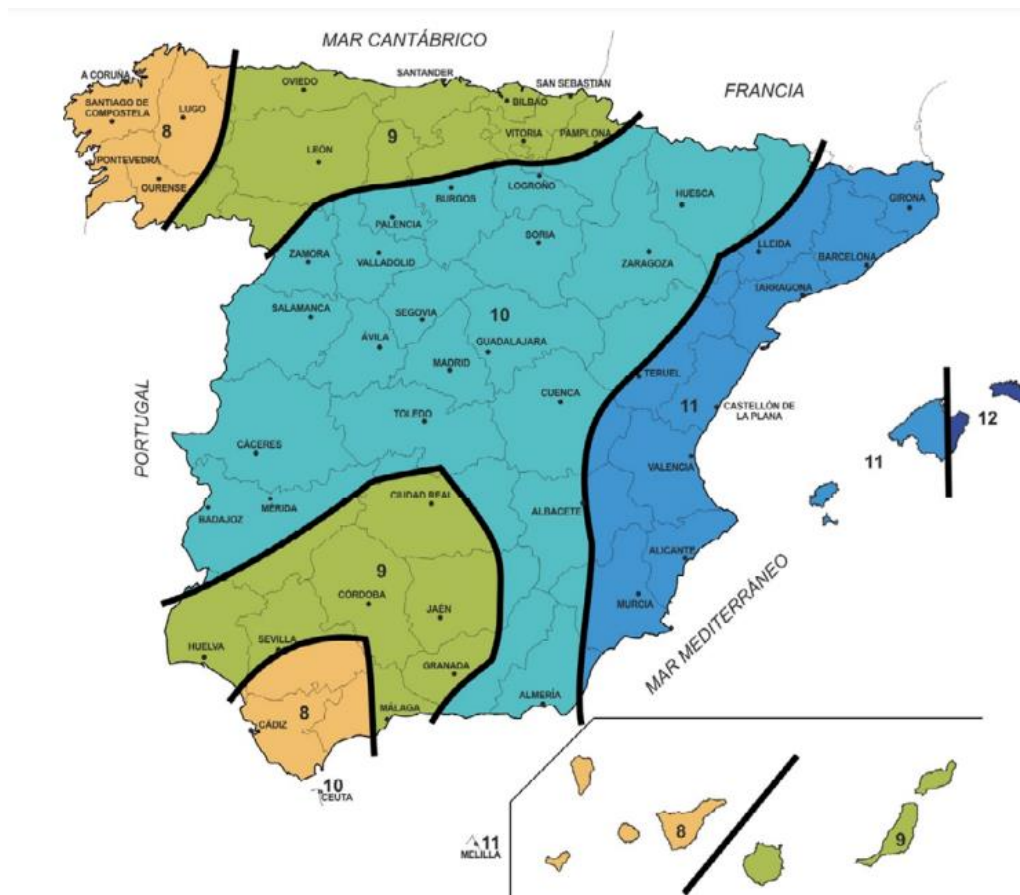 MAR CANTÁBRICO
A CORUÑA
OVIEDO
SANTANDER
SAN SEBASTIAN
FRANCIA
SANTIAGO DE
COMPOSTELA
LUGO
BILBAO
8
9
VITORIA
PAMPLONA
LEÓN
PONTEVEDRA
OURENSE
LOGROÑO
BURGOS
HUESCA
GIRONA
PALENCIA
SORIA
LLEIDA
ZAMORA
VALLADOLID
ZARAGOZA
BARCELONA
TARRAGONA
SALAMANCA
SEGOVIA
10
ÁVILA
GUADALAJARA
MADRID
TERUEL
PORTUGAL
CUENCA
11
CASTELLÓN DE
LA PLANA
TOLEDO
12
CÁCERES
VALENCIA
11
CIUDAD REAL
MÉRIDA
BADAJOZ
ALBACETE
ALICANTE
9
CÓRDOBA
JAEN
MURCIA
MAR MEDITERRÁNEO
HUELVA
SEVILLA
GRANADA
ALMERÍA
8
MÁLAGA
CÁDIZ
10
CEUTA
11
MELILLA
8
9